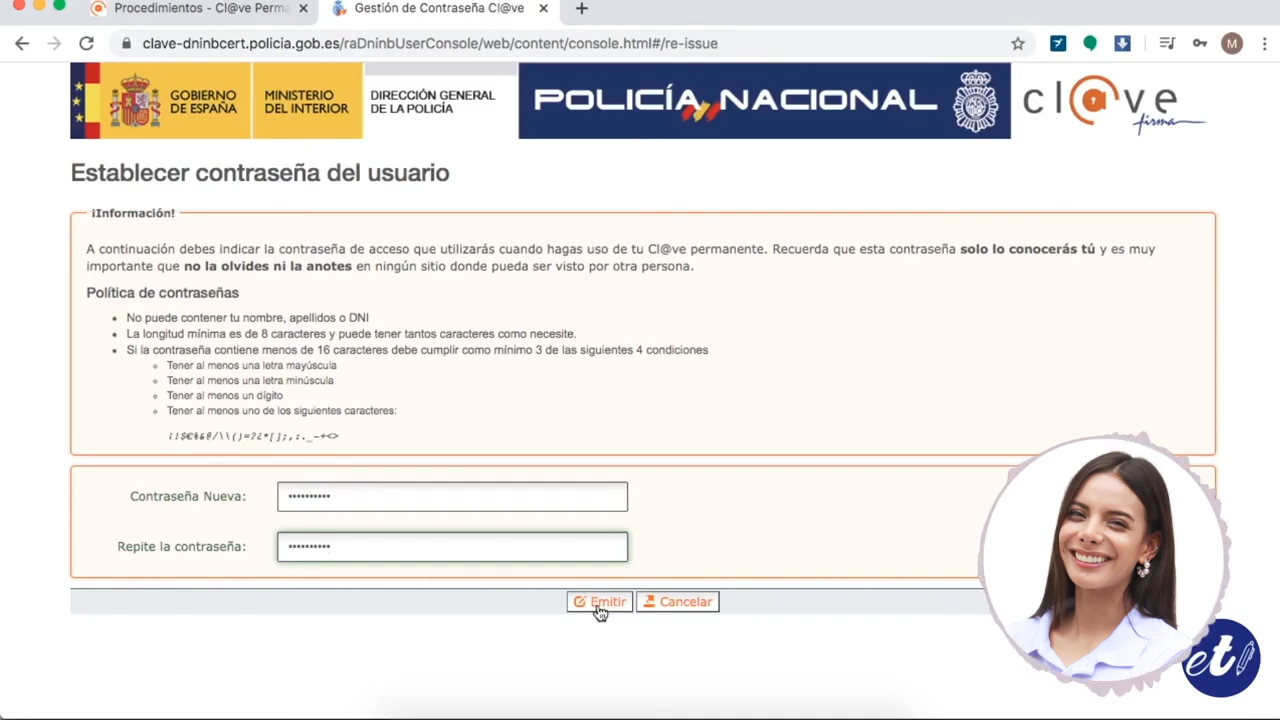 Procedimientos - Cl@ve Perma
Gestión de Contraseña Cl@ve
clave-dninbcert.policia.gob.es/raDninbUserConsole/web/content/console.html#/re-issue
M
GOBIERNO
DE ESPAÑA
MINISTERIO
DEL INTERIOR
DIRECCIÓN GENERAL
DE LA POLICÍA
POLICÍA NACIONAL
cl@ve
firma
Establecer contraseña del usuario
¡Información!
A continuación debes indicar la contraseña de acceso que utilizarás cuando hagas uso de tu Cl@ve permanente. Recuerda que esta contraseña solo lo conocerás tú y es muy
importante que no la olvides ni la anotes en ningún sitio donde pueda ser visto por otra persona.
Política de contraseñas
No puede contener tu nombre, apellidos o DNI
La longitud mínima es de 8 caracteres y puede tener tantos caracteres como necesite.
Si la contraseña contiene menos de 16 caracteres debe cumplir como mínimo 3 de las siguientes 4 condiciones
Tener al menos una letra mayúscula
Tener al menos una letra minúscula
Tener al menos un dígito
Tener al menos uno de los siguientes caracteres:
Contraseña Nueva: ••••••••••
Repite la contraseña: ••••••••••
Emitir Cancelar
et